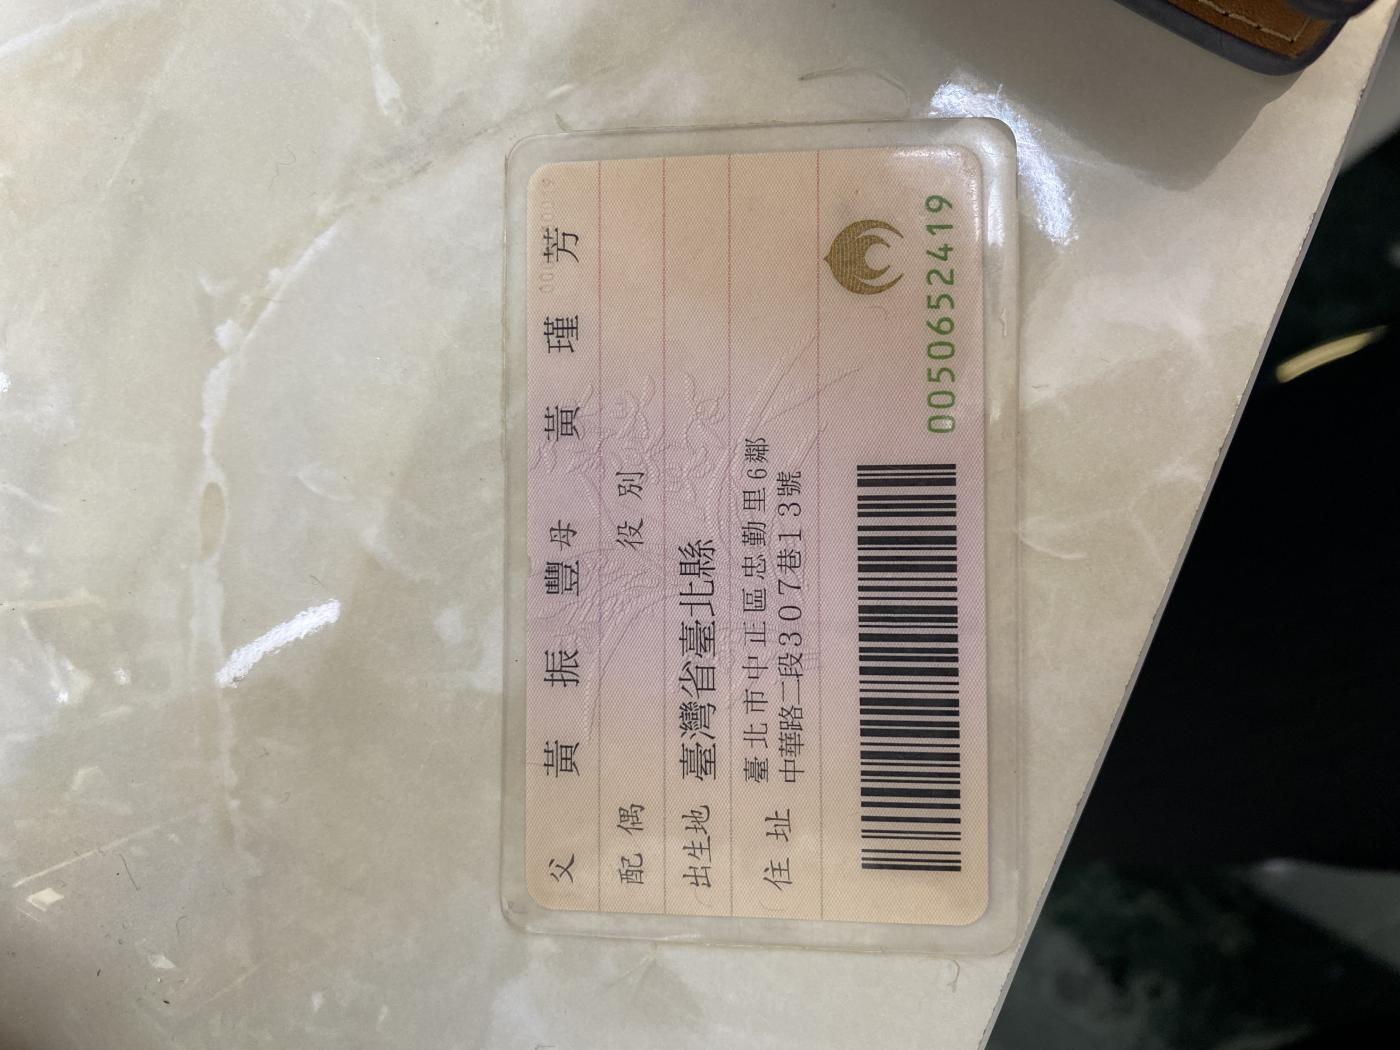 父 黃振豐 母 黃瑾芳
配偶 役別
出生地 臺灣省臺北縣
住址 臺北市中正區忠勤里6鄰
中華路二段307巷13號
0050652419